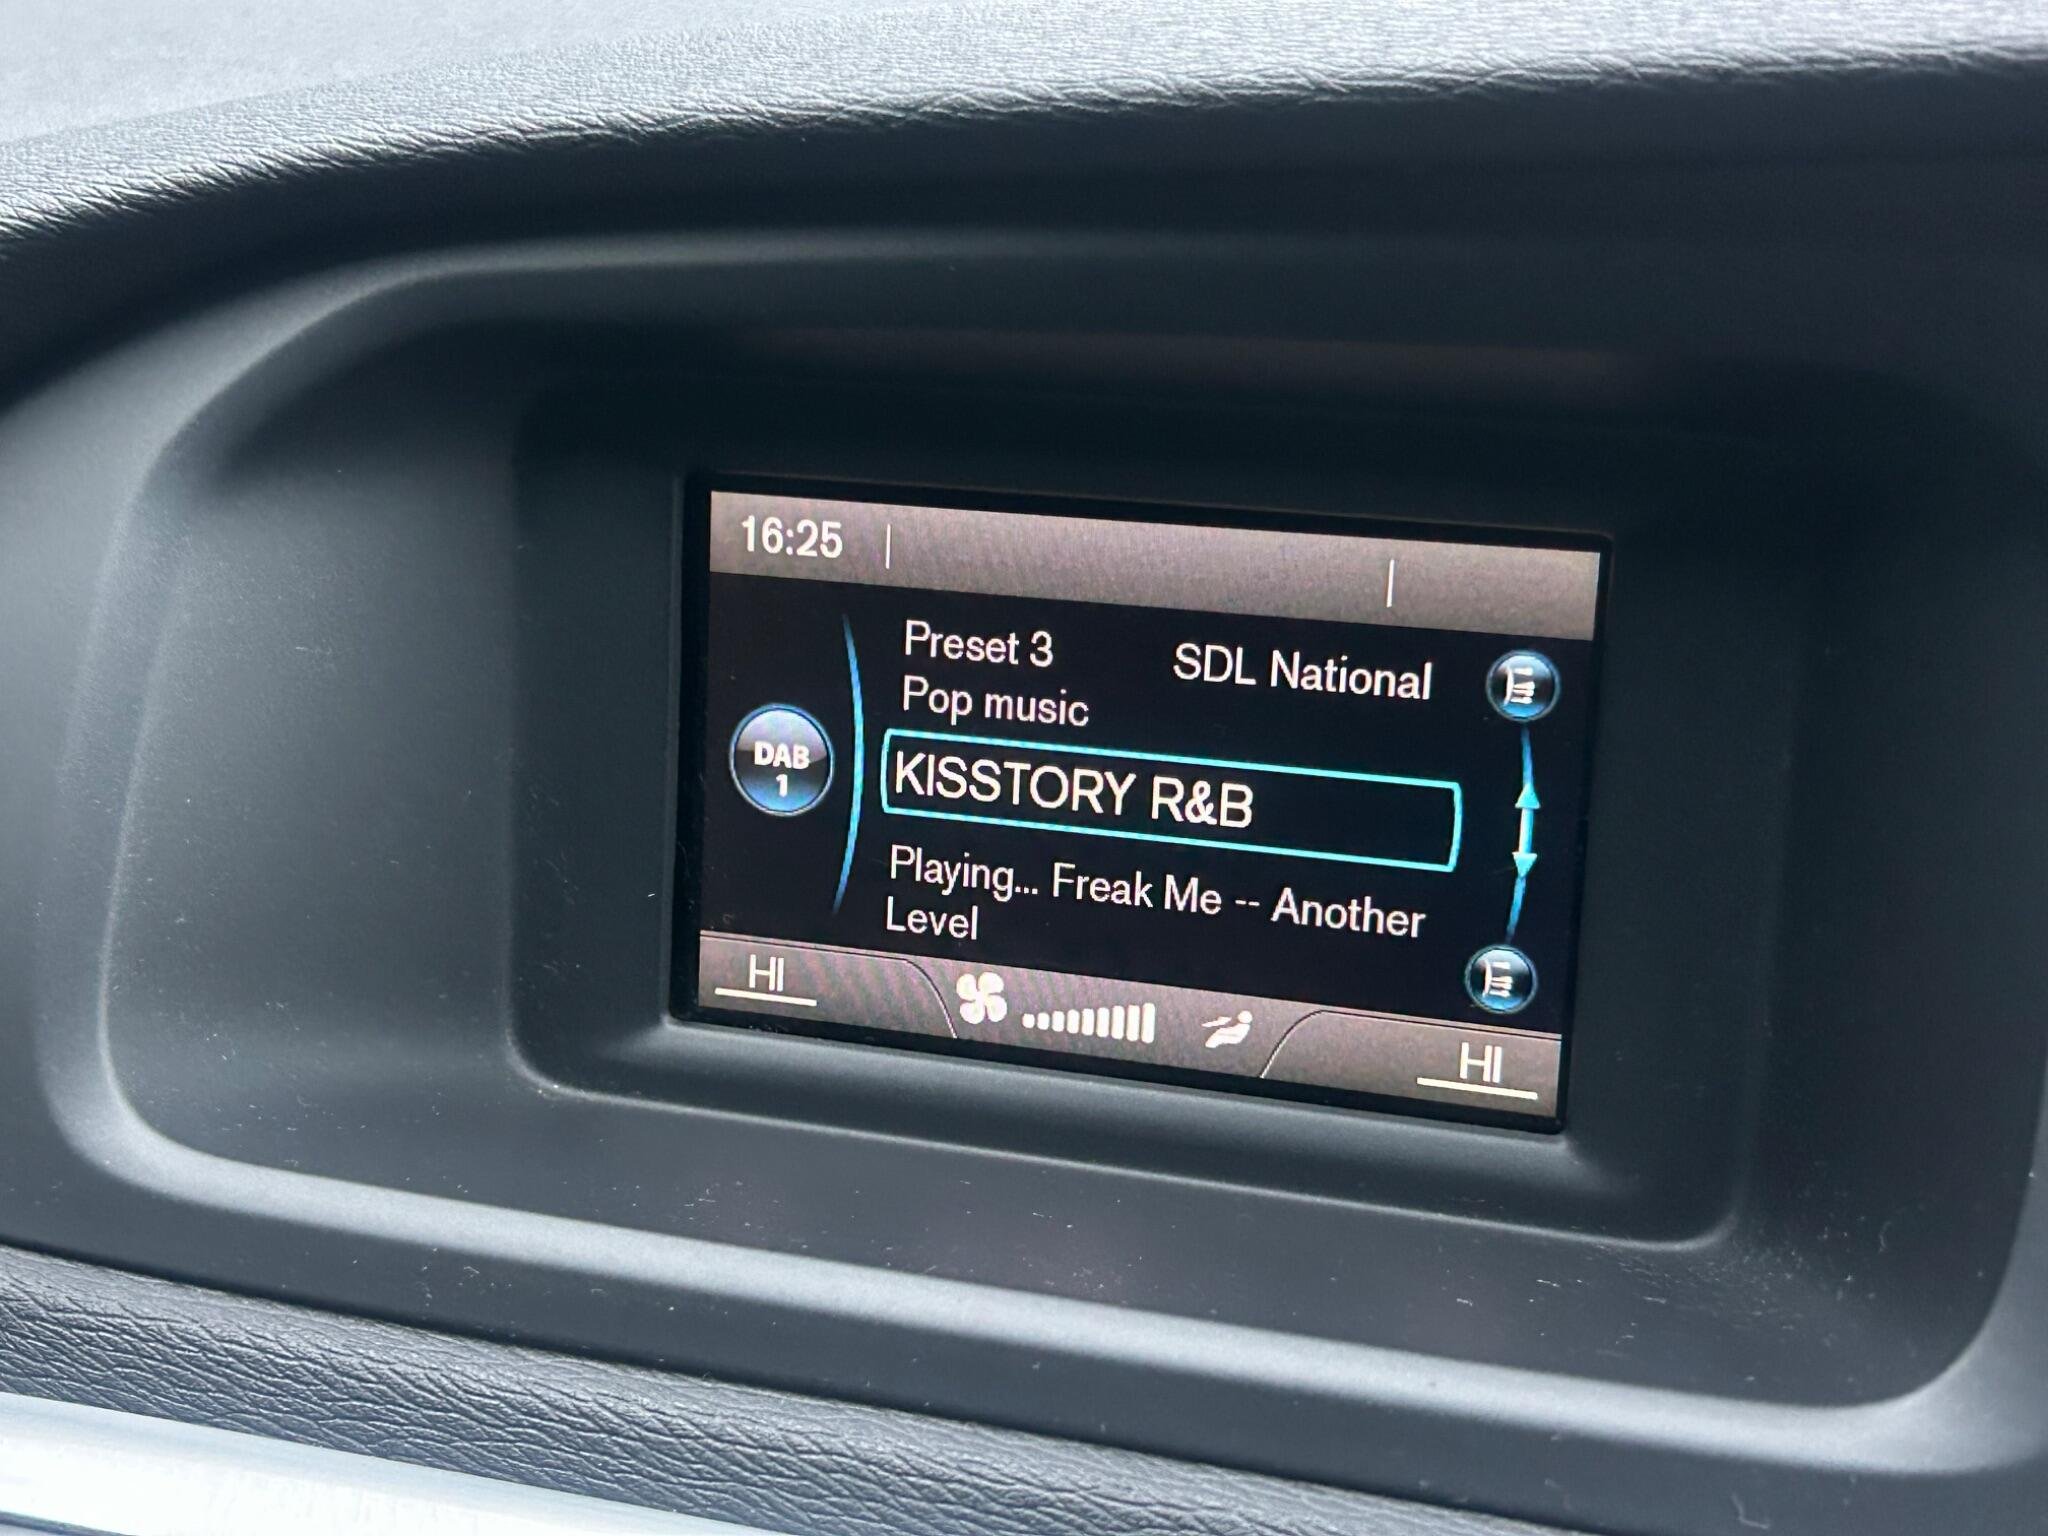 16:25
Preset 3 SDL National
Pop music
DAB
1
KISSTORY R&B
Playing... Freak Me -- Another
Level
HI
HI